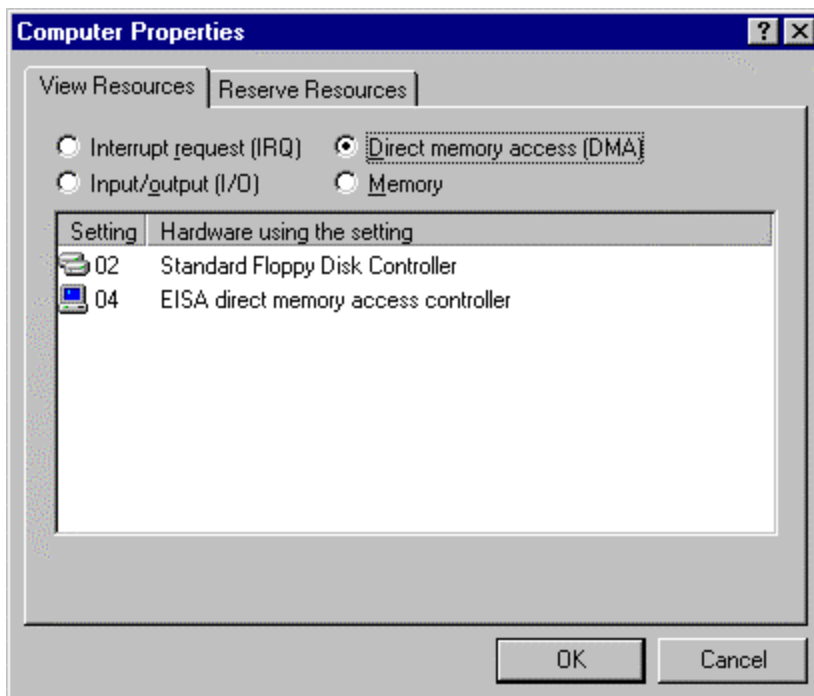 Computer Properties
View Resources Reserve Resources
Interrupt request (IRQ) Direct memory access (DMA)
Input/output (I/O) Memory
Setting Hardware using the setting
02 Standard Floppy Disk Controller
04 EISA direct memory access controller
OK Cancel